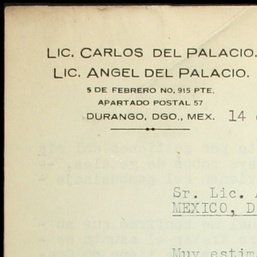 LIC. CARLOS DEL PALACIO.
LIC. ANGEL DEL PALACIO.
5 DE FEBRERO NO. 915 PTE.
APARTADO POSTAL 57
DURANGO, DGO., MEX. 14
Sr. Lic.
MEXICO, D
Muy estim